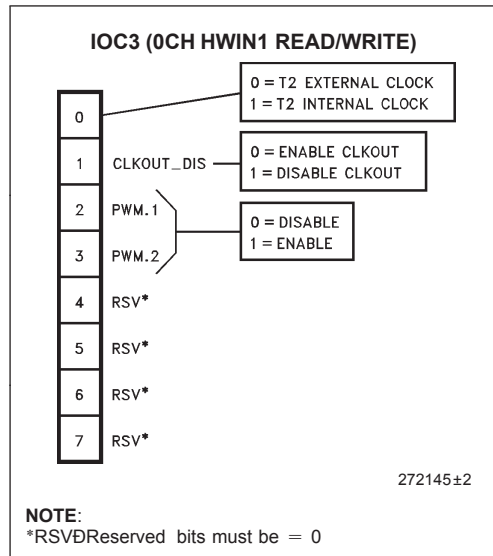 IOC3 (0CH HWIN1 READ/WRITE)
0 = T2 EXTERNAL CLOCK
1 = T2 INTERNAL CLOCK
0
1 CLKOUT_DIS
0 = ENABLE CLKOUT
1 = DISABLE CLKOUT
2 PWM.1
0 = DISABLE
1 = ENABLE
3 PWM.2
4 RSV*
5 RSV*
6 RSV*
7 RSV*
272145±2
NOTE:
*RSVÐReserved bits must be = 0